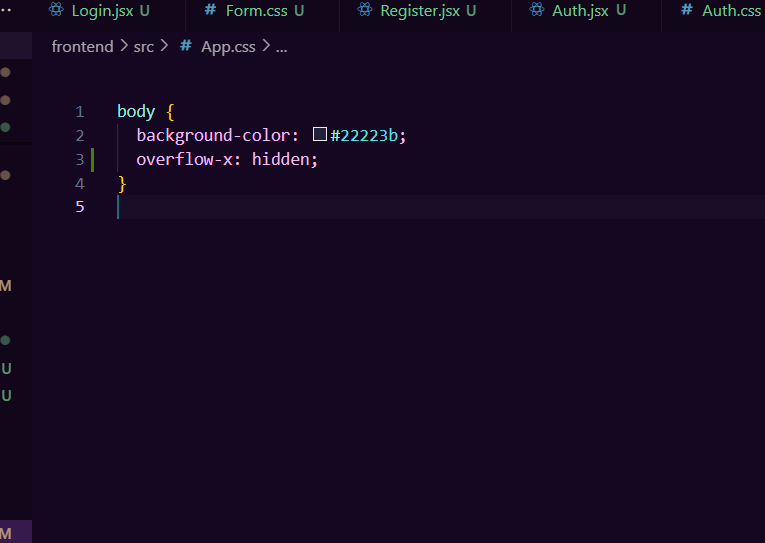 Login.jsx U # Form.css U Register.jsx U Auth.jsx U # Auth.css
frontend > src > # App.css > ...
1 body {
2 background-color: #22223b;
3 overflow-x: hidden;
4 }
5
M
U
U
M